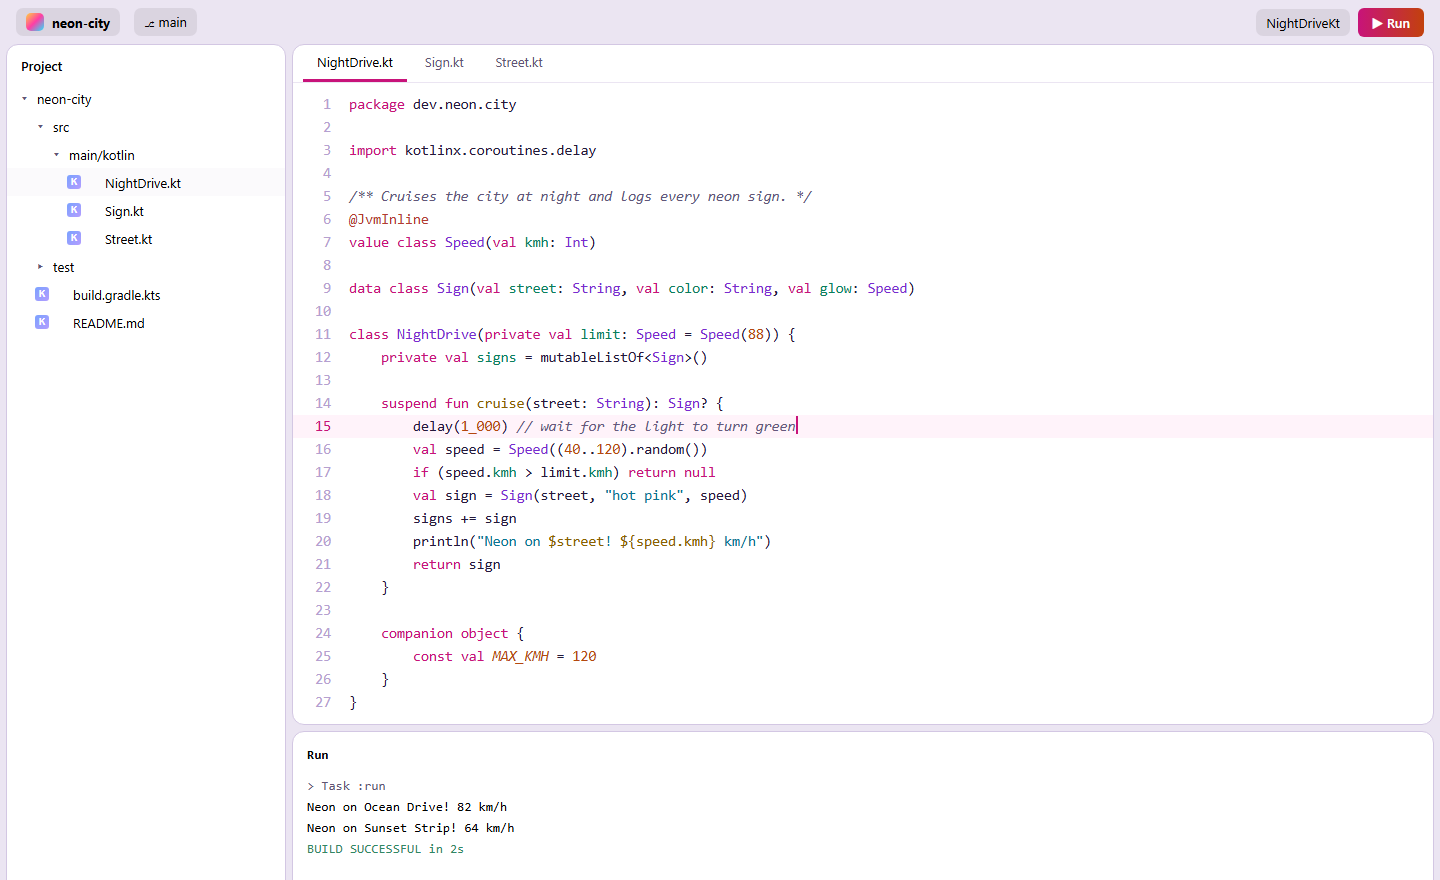 neon-city
main
NightDriveKt
Run
Project
neon-city
src
main/kotlin
K NightDrive.kt
K Sign.kt
K Street.kt
test
K build.gradle.kts
K README.md
NightDrive.kt Sign.kt Street.kt
1 package dev.neon.city
2
3 import kotlinx.coroutines.delay
4
5 /** Cruises the city at night and logs every neon sign. */
6 @JvmInline
7 value class Speed(val kmh: Int)
8
9 data class Sign(val street: String, val color: String, val glow: Speed)
10
11 class NightDrive(private val limit: Speed = Speed(88)) {
12     private val signs = mutableListOf<Sign>()
13
14     suspend fun cruise(street: String): Sign? {
15         delay(1_000) // wait for the light to turn green
16         val speed = Speed((40..120).random())
17         if (speed.kmh > limit.kmh) return null
18         val sign = Sign(street, "hot pink", speed)
19         signs += sign
20         println("Neon on $street! ${speed.kmh} km/h")
21         return sign
22     }
23
24     companion object {
25         const val MAX_KMH = 120
26     }
27 }
Run
> Task :run
Neon on Ocean Drive! 82 km/h
Neon on Sunset Strip! 64 km/h
BUILD SUCCESSFUL in 2s